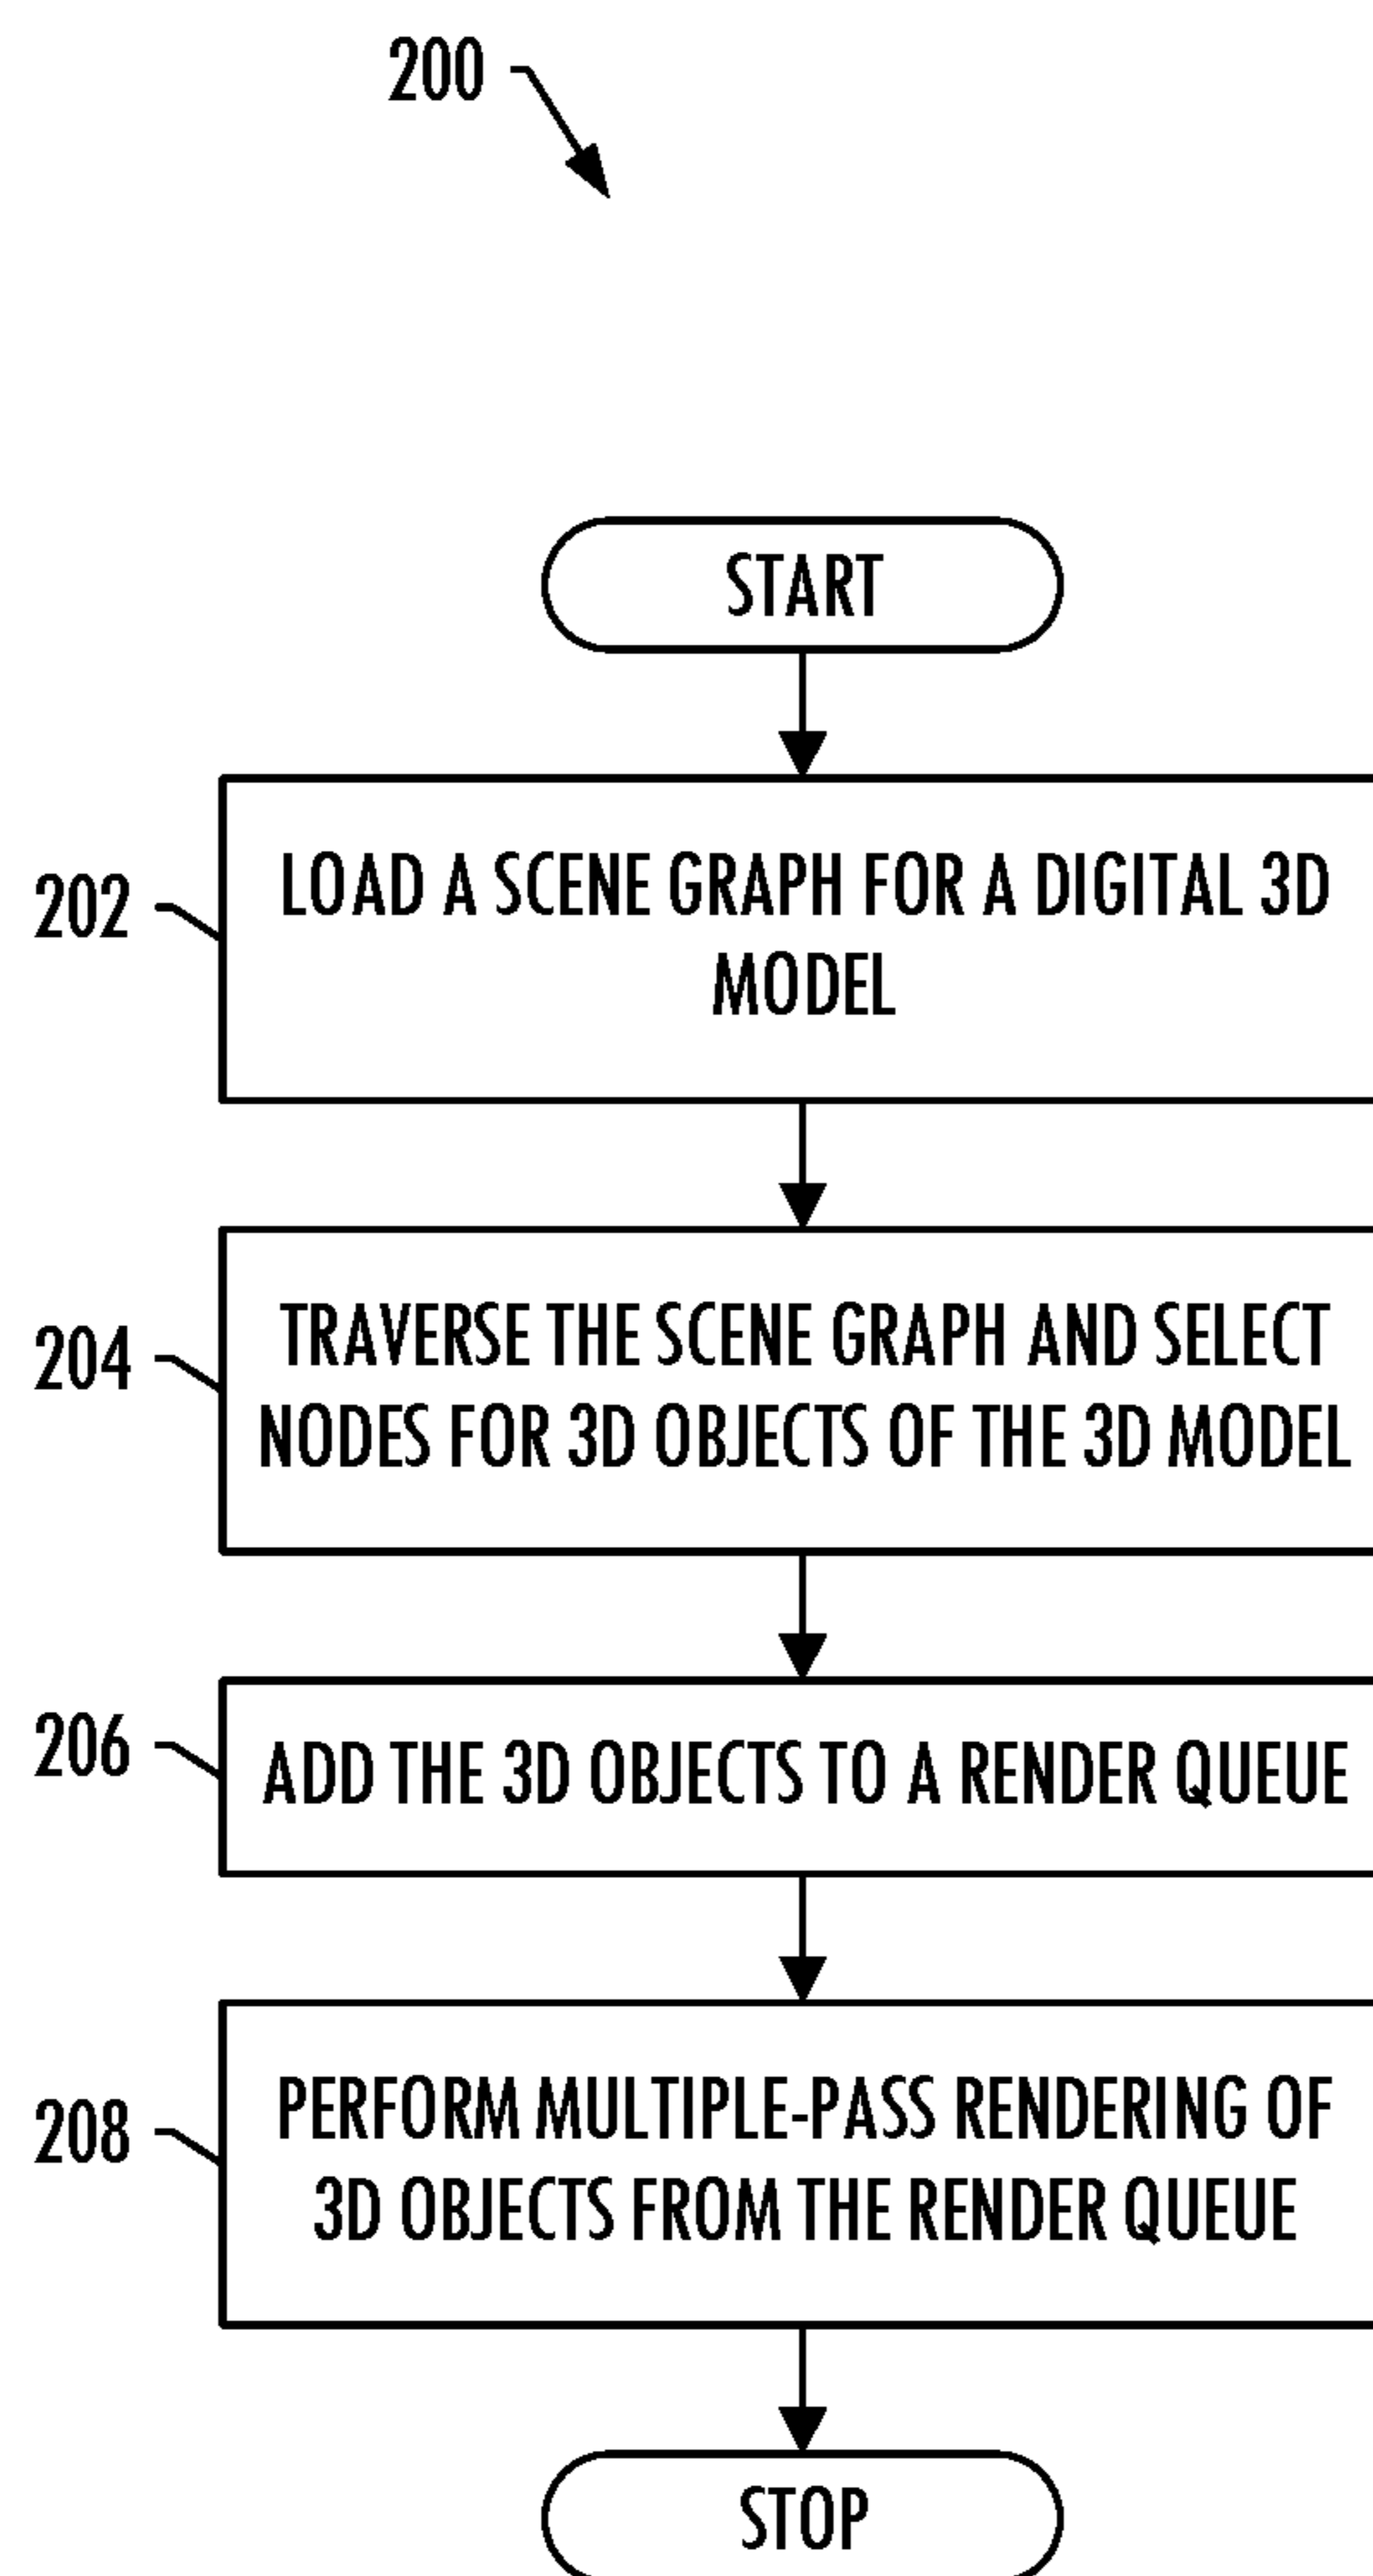 200
START
202
LOAD A SCENE GRAPH FOR A DIGITAL 3D
MODEL
204
TRAVERSE THE SCENE GRAPH AND SELECT
NODES FOR 3D OBJECTS OF THE 3D MODEL
206
ADD THE 3D OBJECTS TO A RENDER QUEUE
208
PERFORM MULTIPLE-PASS RENDERING OF
3D OBJECTS FROM THE RENDER QUEUE
STOP